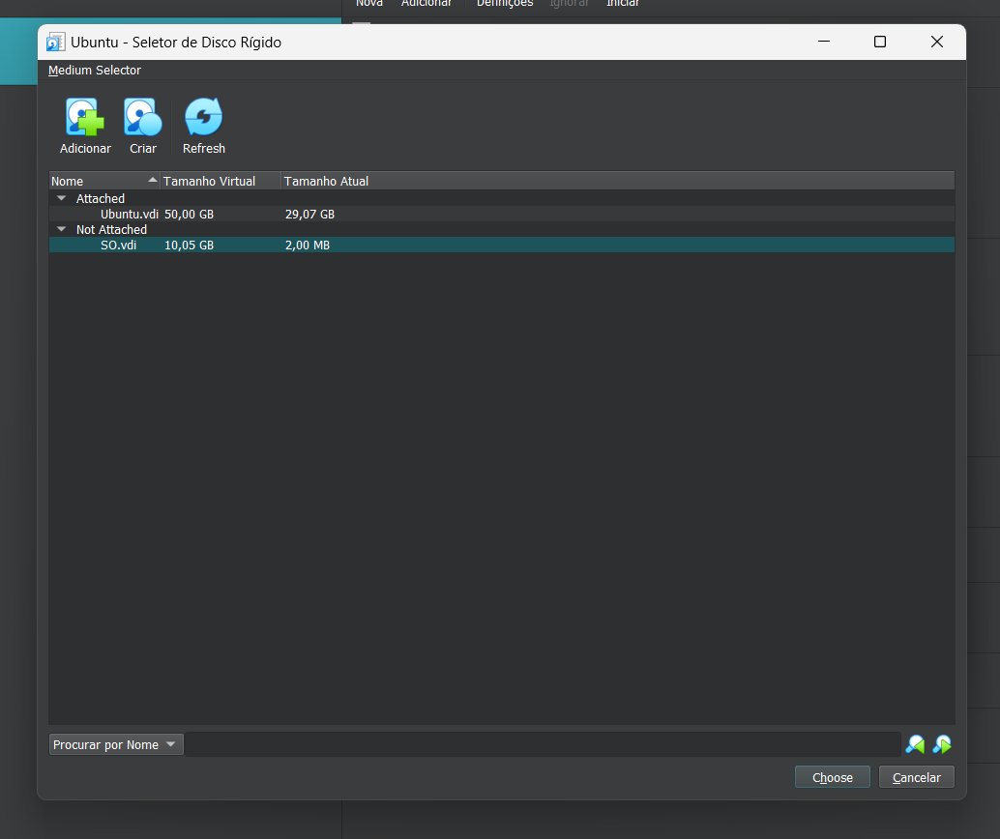 Nova Adicionar Definições Ignorar Iniciar
Ubuntu - Seletor de Disco Rígido
Medium Selector
Adicionar Criar Refresh
Nome Tamanho Virtual Tamanho Atual
Attached
Ubuntu.vdi 50,00 GB 29,07 GB
Not Attached
SO.vdi 10,05 GB 2,00 MB
Procurar por Nome
Choose Cancelar